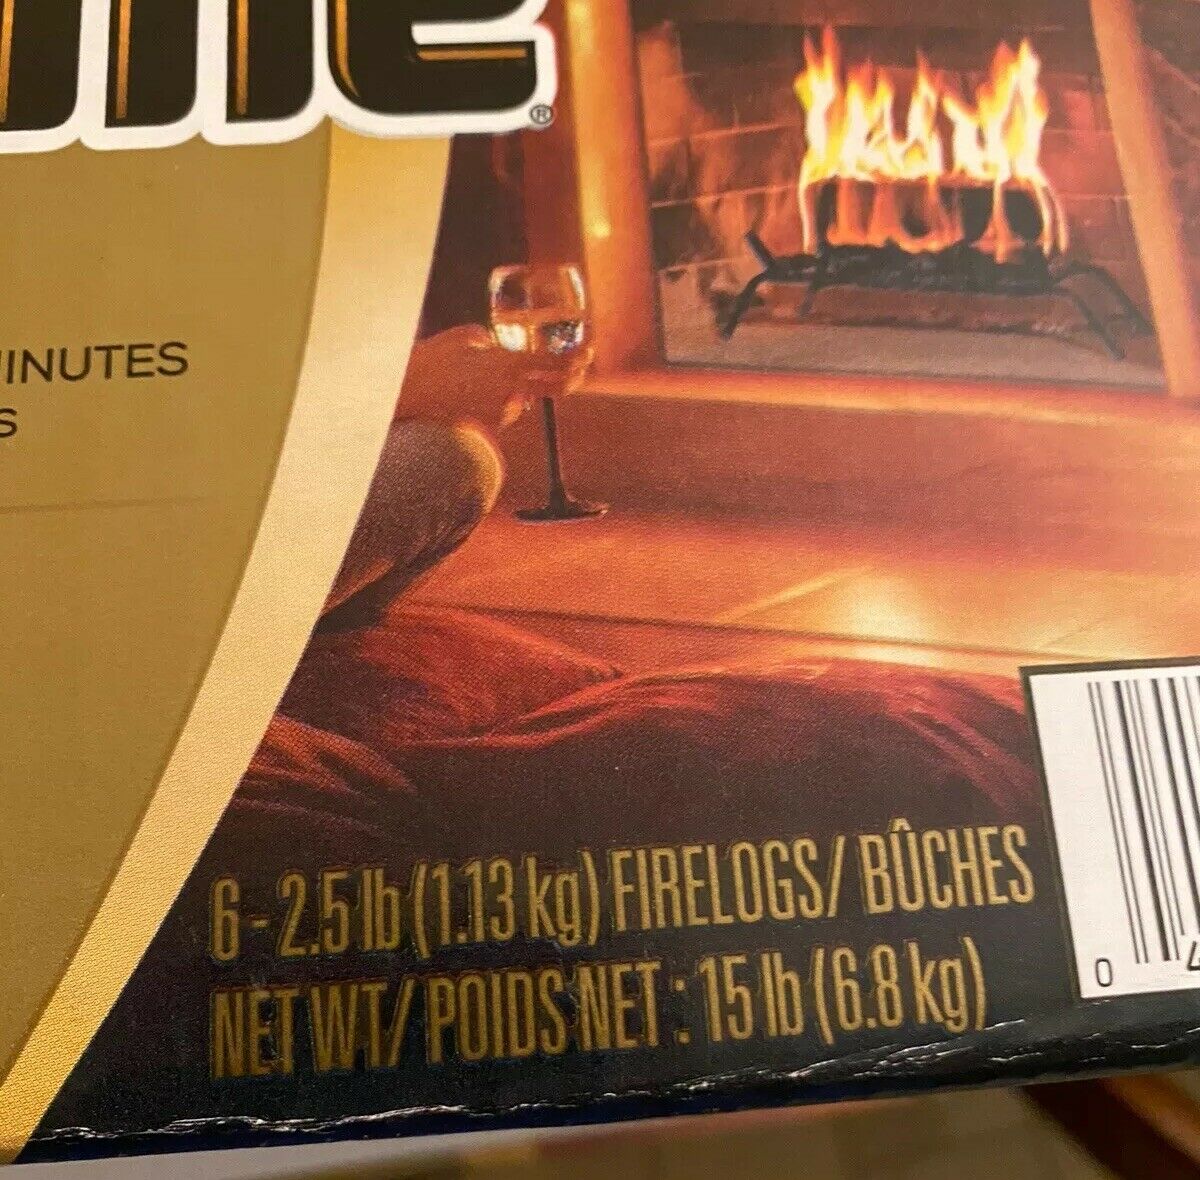 ®
MINUTES
S
6 - 2.5 lb (1.13 kg) FIRELOGS/ BÛCHES
NET WT/ POIDS NET : 15 lb (6.8 kg)
0